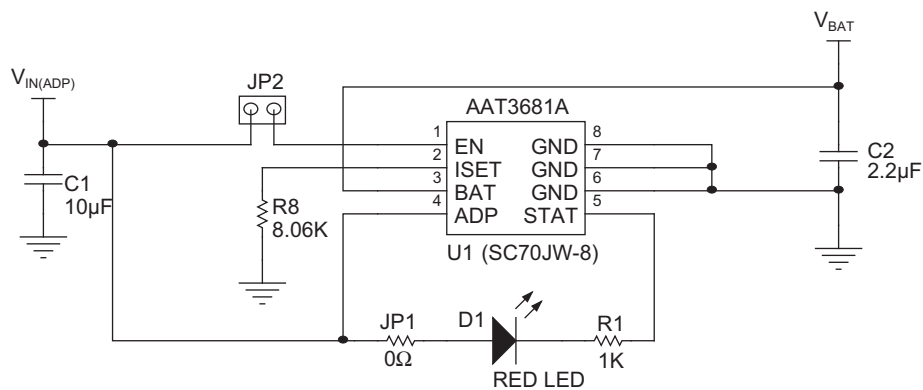 V_BAT
V_IN(ADP)
JP2
AAT3681A
1 EN GND 8
2 ISET GND 7
3 BAT GND 6
4 ADP STAT 5
C1
10µF
R8
8.06K
C2
2.2µF
U1 (SC70JW-8)
JP1
0Ω
D1
RED LED
R1
1K